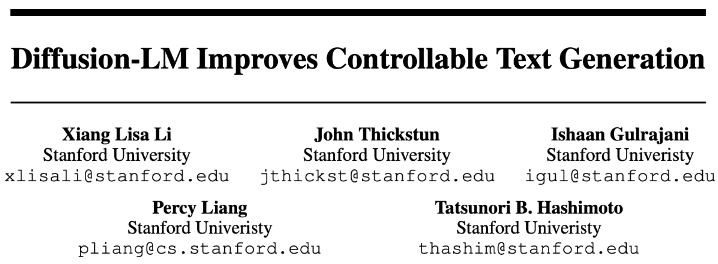 Diffusion-LM Improves Controllable Text Generation
Xiang Lisa Li John Thickstun Ishaan Gulrajani
Stanford University Stanford University Stanford Univeristy
xlisali@stanford.edu jthickst@stanford.edu igul@stanford.edu
Percy Liang Tatsunori B. Hashimoto
Stanford Univeristy Stanford Univeristy
pliang@cs.stanford.edu thashim@stanford.edu